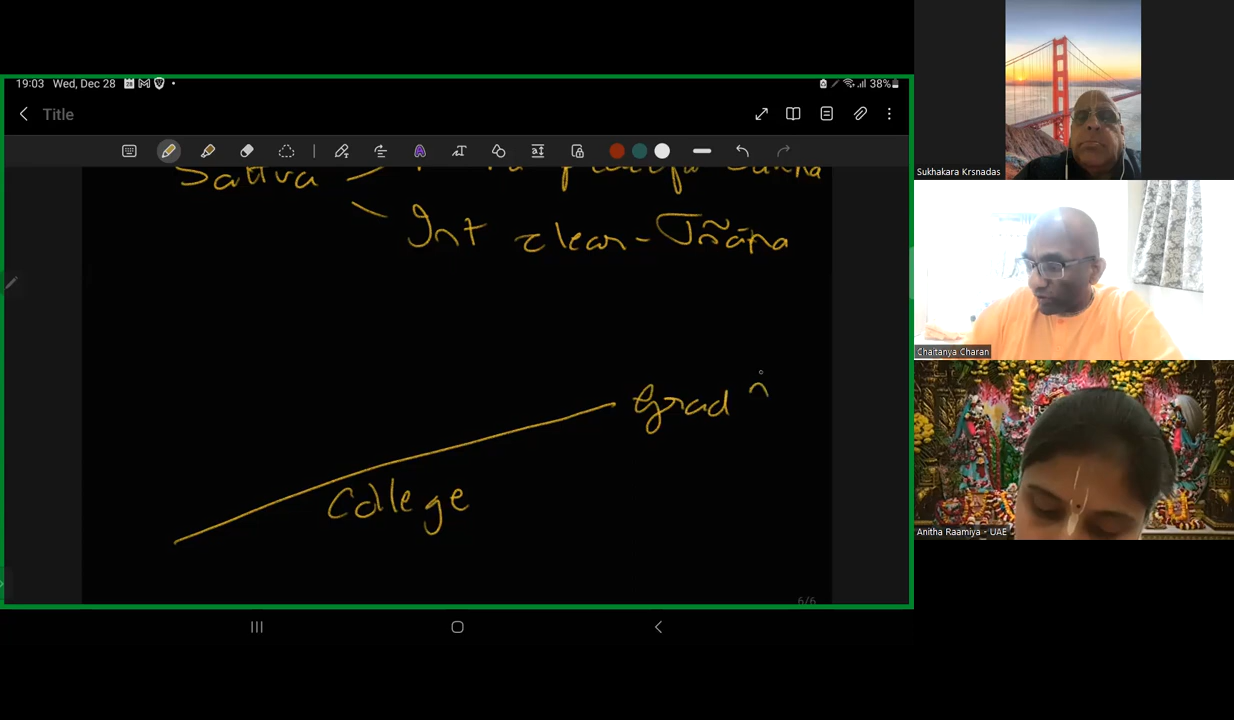 19:03 Wed, Dec 28
38%
Title
Sattva
Int clear - Jñāna
Grad
College
6/6
Sukhakara Krsnadas
Chaitanya Charan
Anitha Raamiya - UAE